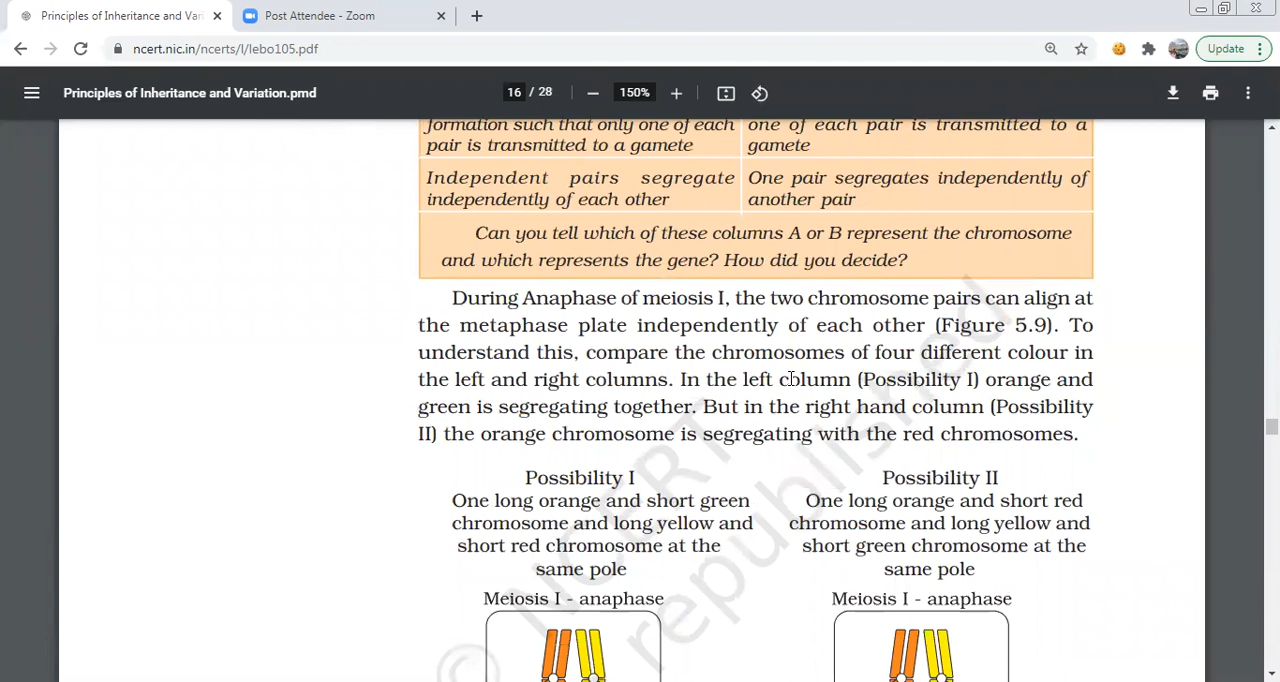 Principles of Inheritance and Vari
Post Attendee - Zoom
ncert.nic.in/ncerts/l/lebo105.pdf
Update
Principles of Inheritance and Variation.pmd
16 / 28
150%
formation such that only one of each
pair is transmitted to a gamete
one of each pair is transmitted to a
gamete
Independent pairs segregate
independently of each other
One pair segregates independently of
another pair
Can you tell which of these columns A or B represent the chromosome
and which represents the gene? How did you decide?
During Anaphase of meiosis I, the two chromosome pairs can align at
the metaphase plate independently of each other (Figure 5.9). To
understand this, compare the chromosomes of four different colour in
the left and right columns. In the left column (Possibility I) orange and
green is segregating together. But in the right hand column (Possibility
II) the orange chromosome is segregating with the red chromosomes.
Possibility I
One long orange and short green
chromosome and long yellow and
short red chromosome at the
same pole
Meiosis I - anaphase
Possibility II
One long orange and short red
chromosome and long yellow and
short green chromosome at the
same pole
Meiosis I - anaphase
© NCERT
republished